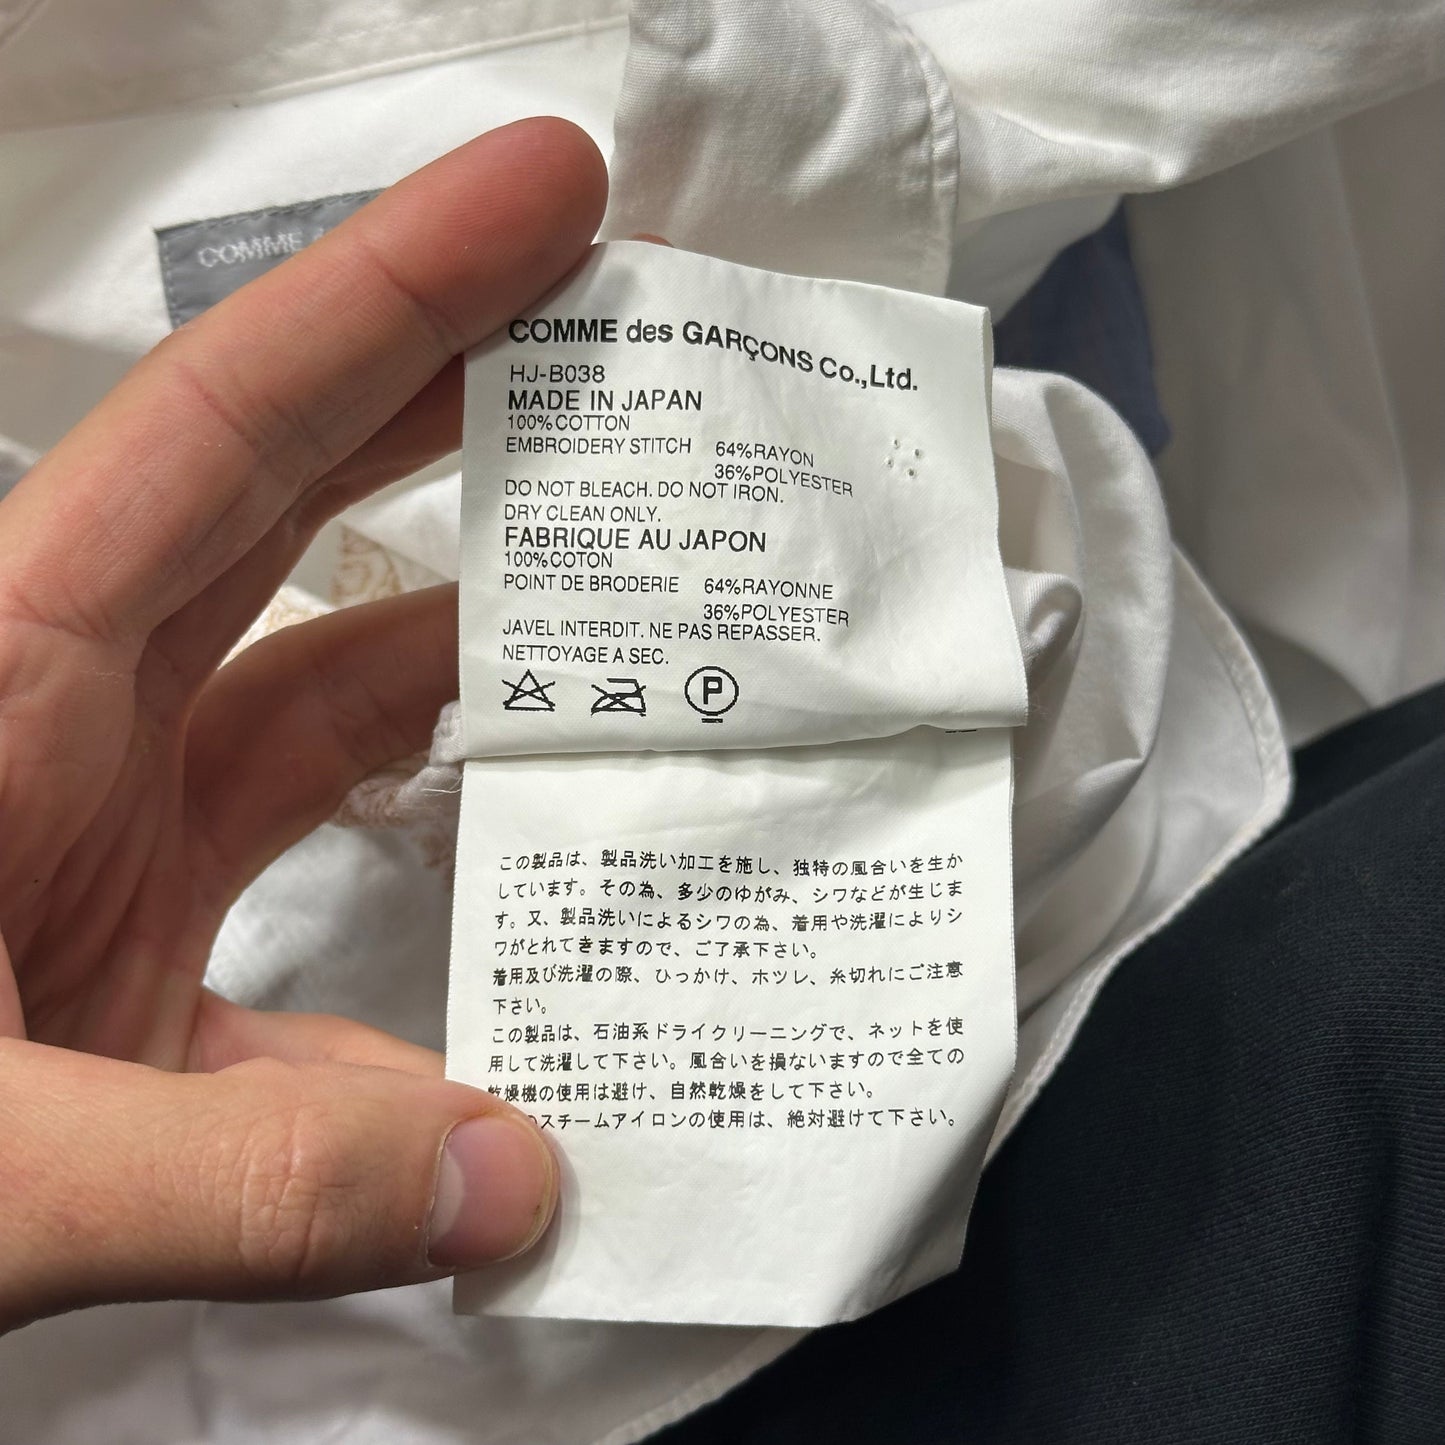 COMME
COMME des GARÇONS Co.,Ltd.
HJ-B038
MADE IN JAPAN
100%COTTON
EMBROIDERY STITCH 64%RAYON
36%POLYESTER
DO NOT BLEACH. DO NOT IRON.
DRY CLEAN ONLY.
FABRIQUE AU JAPON
100%COTON
POINT DE BRODERIE 64%RAYONNE
36%POLYESTER
JAVEL INTERDIT. NE PAS REPASSER.
NETTOYAGE A SEC.
P
この製品は、製品洗い加工を施し、独特の風合いを生か
しています。その為、多少のゆがみ、シワなどが生じま
す。又、製品洗いによるシワの為、着用や洗濯によりシ
ワがとれてきますので、ご了承下さい。
着用及び洗濯の際、ひっかけ、ホツレ、糸切れにご注意
下さい。
この製品は、石油系ドライクリーニングで、ネットを使
用して洗濯して下さい。風合いを損ないますので全ての
乾燥機の使用は避け、自然乾燥をして下さい。
のスチームアイロンの使用は、絶対避けて下さい。